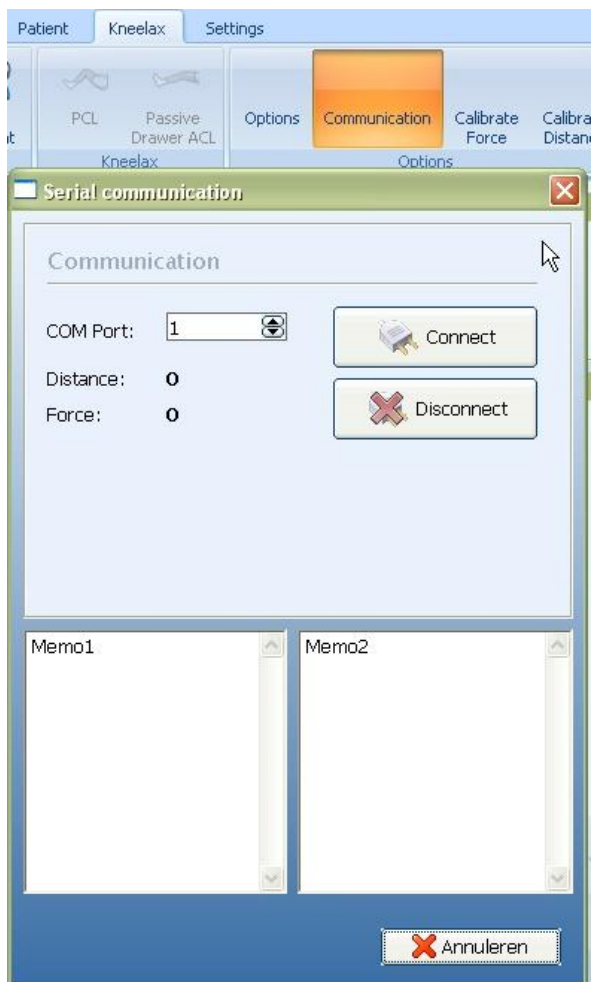 Patient Kneelax Settings
PCL Passive Drawer ACL Options Communication Calibrate Force
Kneelax Options
Serial communication
Communication
COM Port: 1
Connect
Distance: 0
Disconnect
Force: 0
Memo1 Memo2
Annuleren